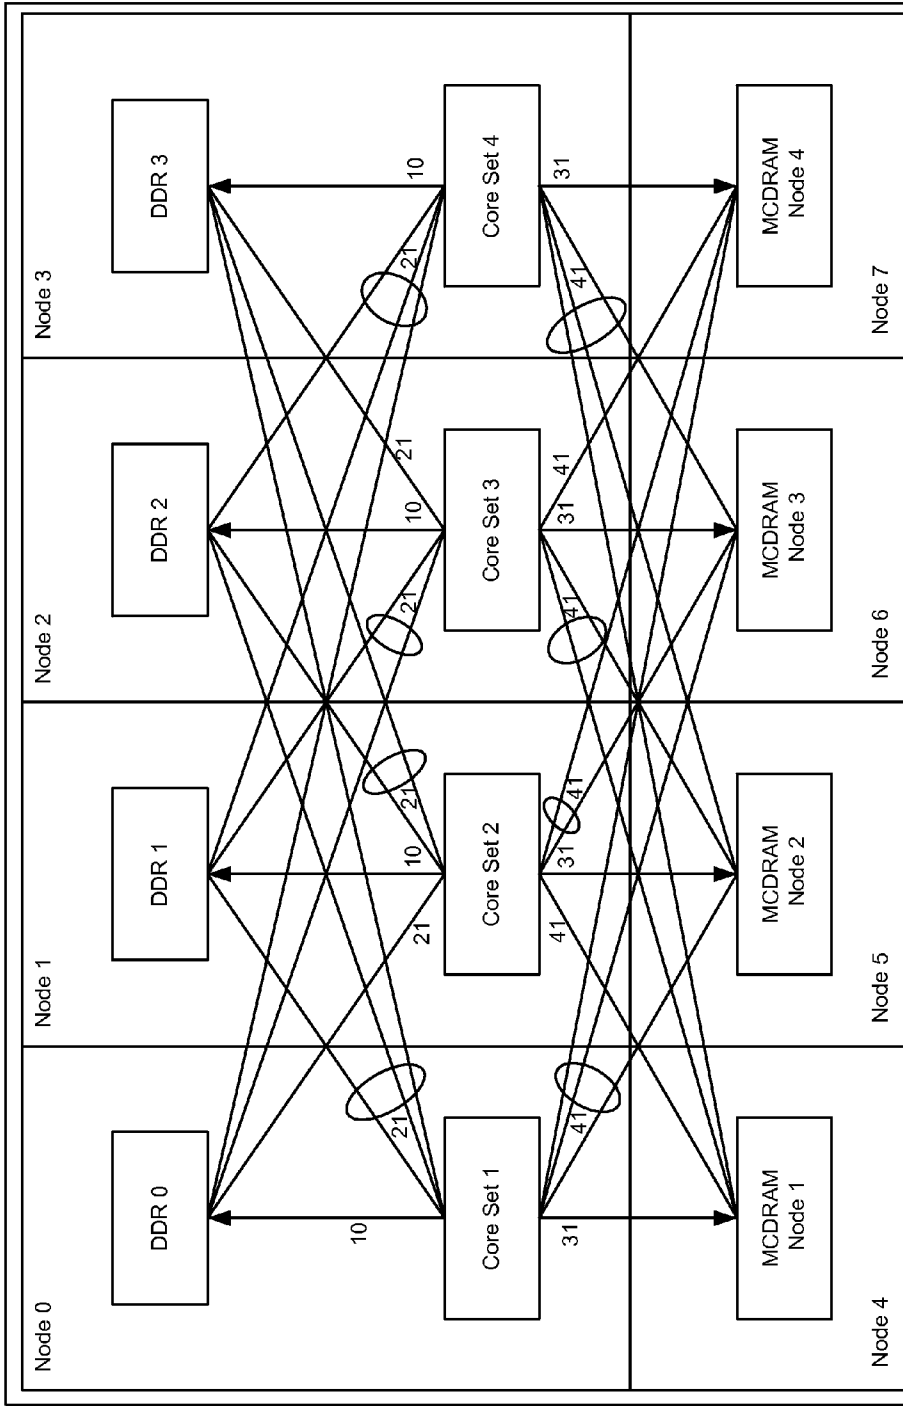 Node 0
Node 1
Node 2
Node 3
DDR 0
DDR 1
DDR 2
DDR 3
10
21
21
10
21
21
10
21
21
10
Core Set 1
Core Set 2
Core Set 3
Core Set 4
31
41
41
31
41
41
31
41
41
31
MCDRAM
Node 1
MCDRAM
Node 2
MCDRAM
Node 3
MCDRAM
Node 4
Node 4
Node 5
Node 6
Node 7